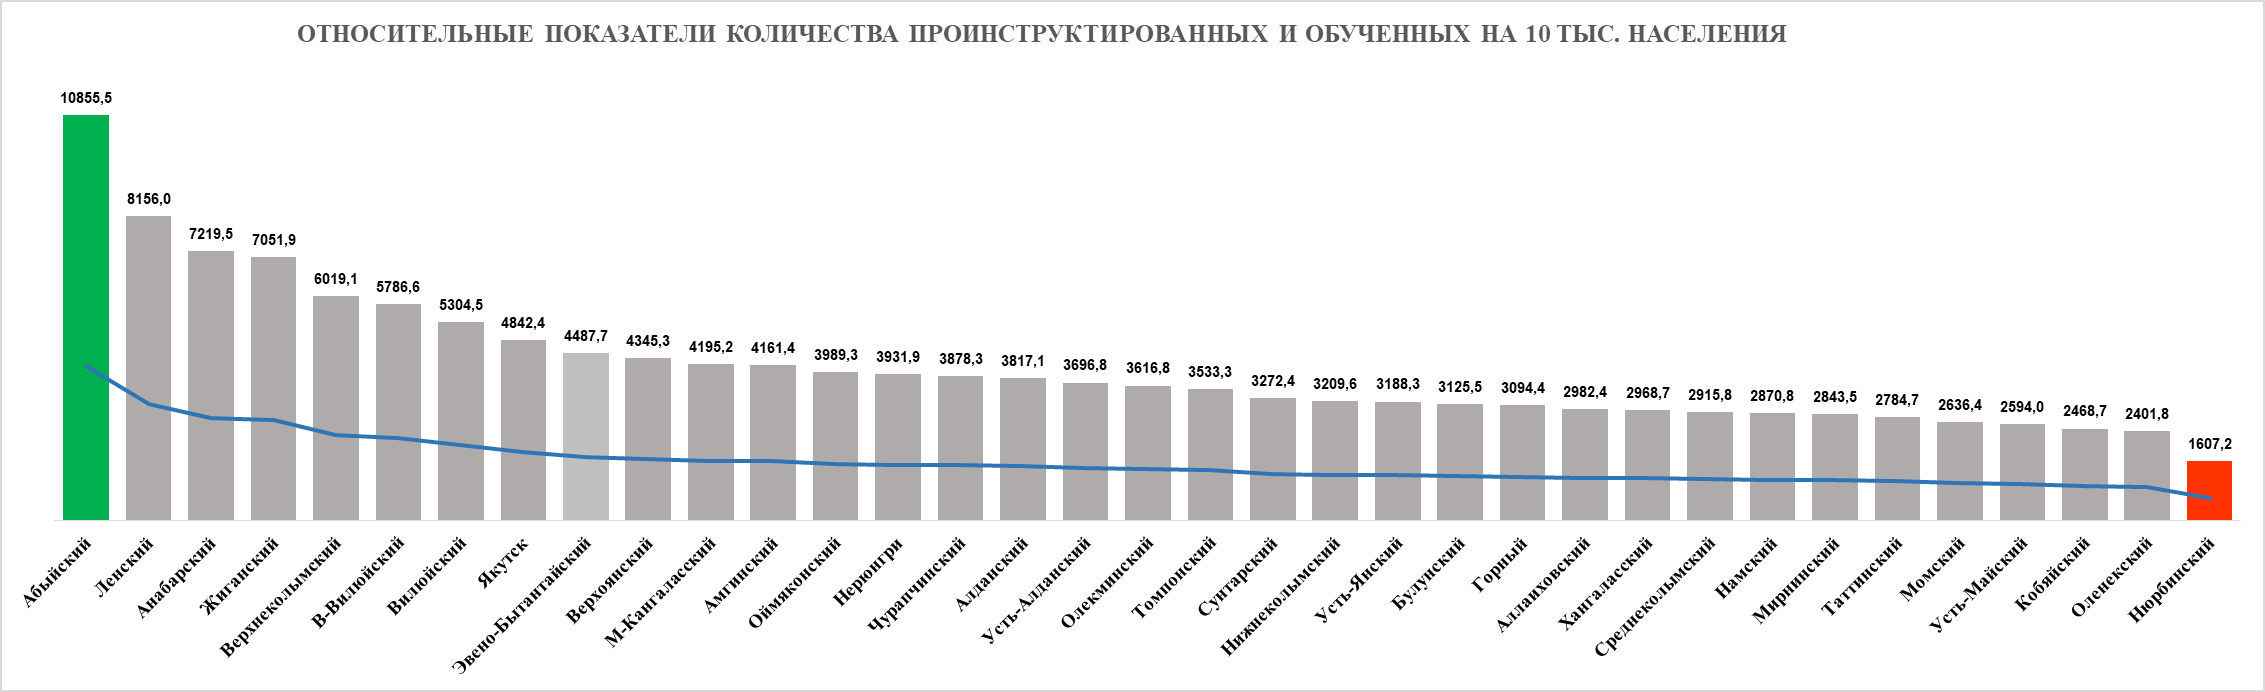 ОТНОСИТЕЛЬНЫЕ ПОКАЗАТЕЛИ КОЛИЧЕСТВА ПРОИНСТРУКТИРОВАННЫХ И ОБУЧЕННЫХ НА 10 ТЫС. НАСЕЛЕНИЯ
10855,5
8156,0
7219,5
7051,9
6019,1
5786,6
5304,5
4842,4
4487,7
4345,3
4195,2
4161,4
3989,3
3931,9
3878,3
3817,1
3696,8
3616,8
3533,3
3272,4
3209,6
3188,3
3125,5
3094,4
2982,4
2968,7
2915,8
2870,8
2843,5
2784,7
2636,4
2594,0
2468,7
2401,8
1607,2
Абыйский
Ленский
Анабарский
Жиганский
Верхнеколымский
В-Вилюйский
Вилюйский
Якутск
Эвено-Бытантайский
Верхоянский
М-Кангаласский
Амгинский
Оймяконский
Нерюнгри
Чурапчинский
Алданский
Усть-Алданский
Олекминский
Томпонский
Сунтарский
Нижнеколымский
Усть-Янский
Булунский
Горный
Аллаиховский
Хангаласский
Среднеколымский
Намский
Мирнинский
Таттинский
Момский
Усть-Майский
Кобяйский
Оленекский
Нюрбинский